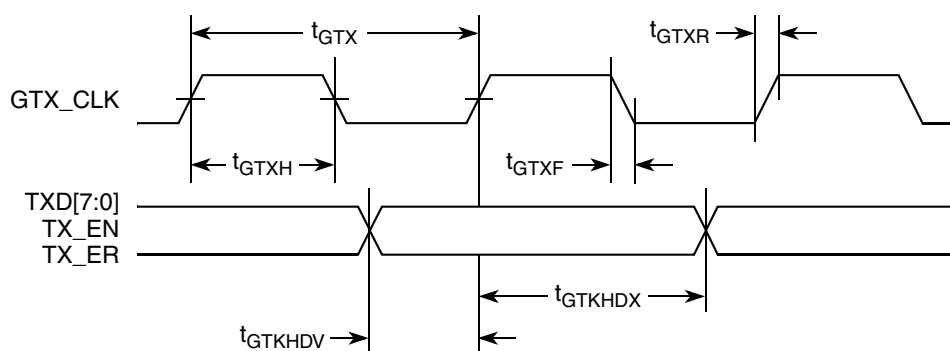 tGTX
tGTXR
GTX_CLK
tGTXH
tGTXF
TXD[7:0]
TX_EN
TX_ER
tGTKHDX
tGTKHDV